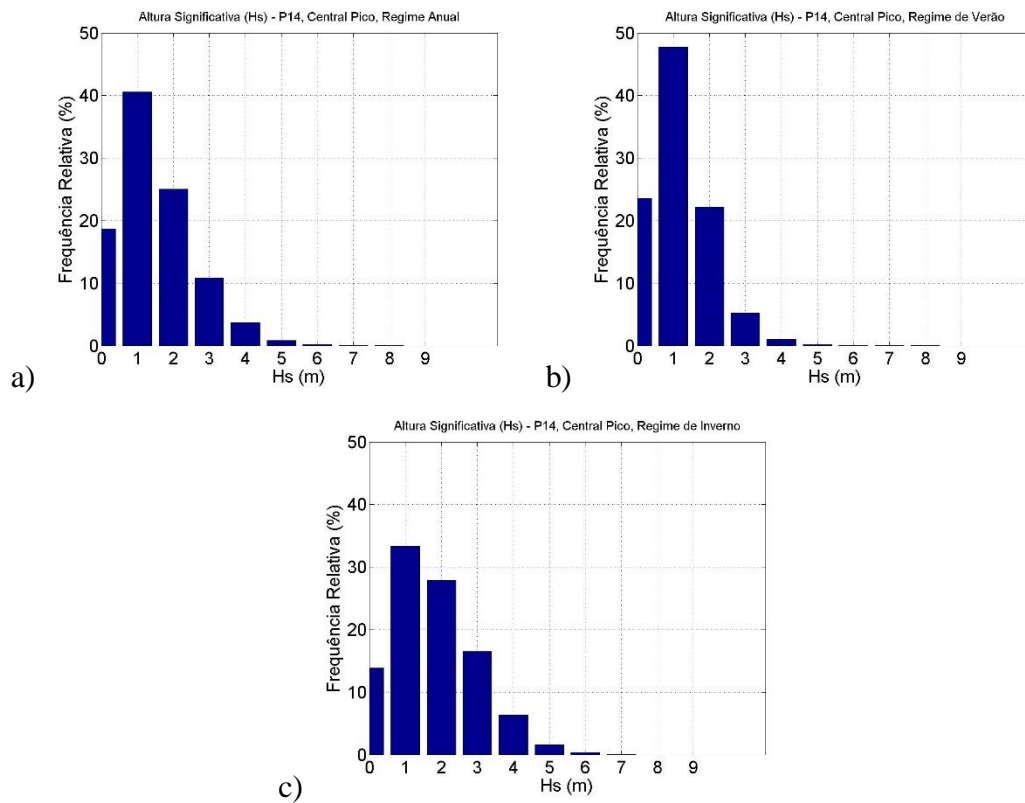 Altura Significativa (Hs) - P14, Central Pico, Regime Anual
50
40
30
20
10
0
Frequência Relativa (%)
0 1 2 3 4 5 6 7 8 9
Hs (m)
a)
Altura Significativa (Hs) - P14, Central Pico, Regime de Verão
50
40
30
20
10
0
Frequência Relativa (%)
0 1 2 3 4 5 6 7 8 9
Hs (m)
b)
Altura Significativa (Hs) - P14, Central Pico, Regime de Inverno
50
40
30
20
10
0
Frequência Relativa (%)
0 1 2 3 4 5 6 7 8 9
Hs (m)
c)